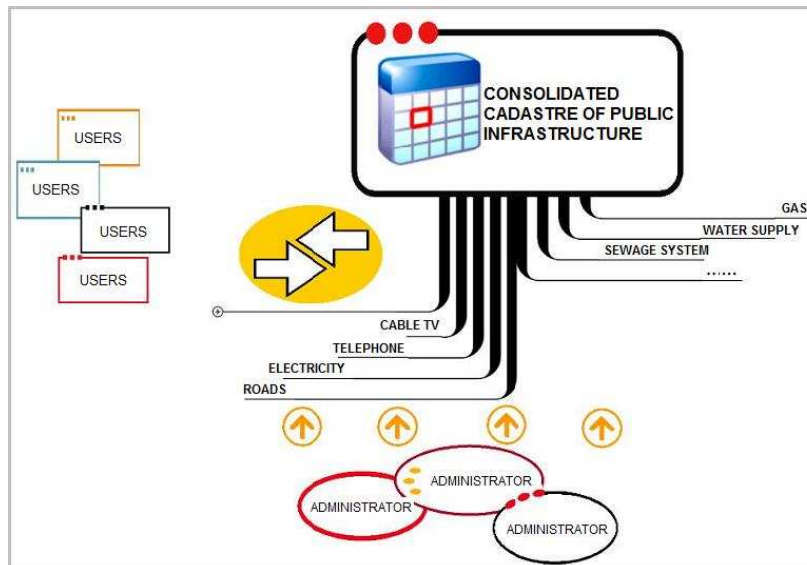 CONSOLIDATED
CADASTRE OF PUBLIC
INFRASTRUCTURE
USERS
USERS
USERS
USERS
GAS
WATER SUPPLY
SEWAGE SYSTEM
......
CABLE TV
TELEPHONE
ELECTRICITY
ROADS
ADMINISTRATOR
ADMINISTRATOR
ADMINISTRATOR